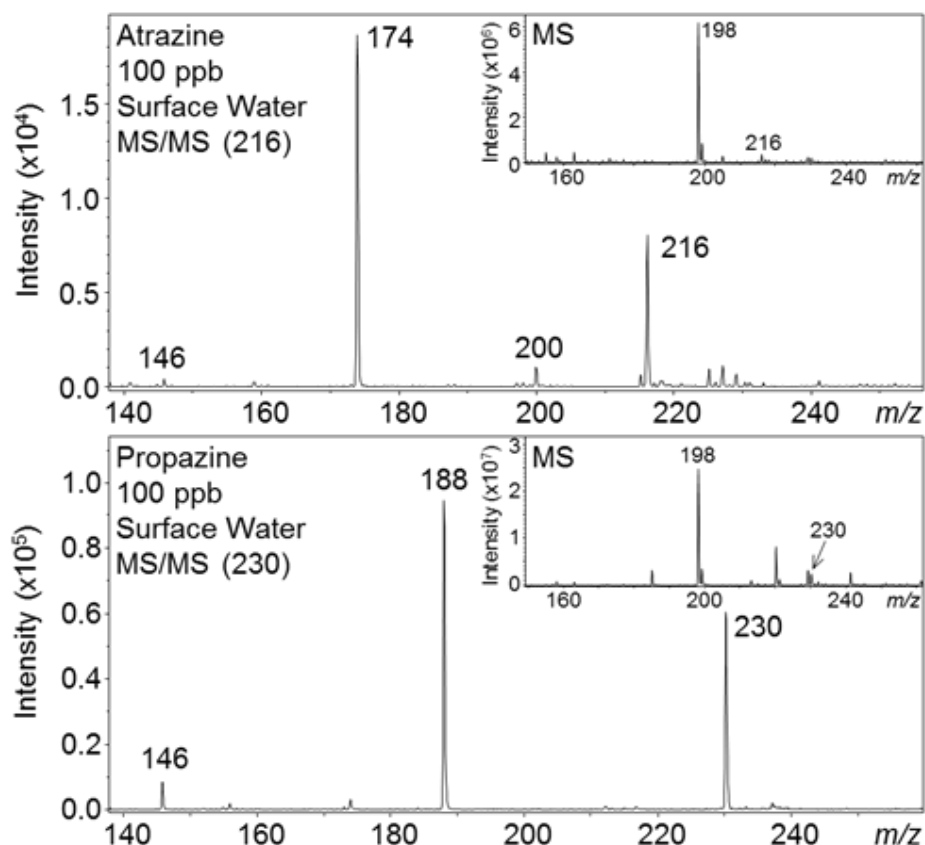 Atrazine
100 ppb
Surface Water
MS/MS (216)
174
146
200
216
Intensity (x10⁴)
1.5
1.0
0.5
0.0
140 160 180 200 220 240 m/z
MS
198
216
Intensity (x10⁶)
6
4
2
0
160 200 240 m/z
Propazine
100 ppb
Surface Water
MS/MS (230)
188
146
230
Intensity (x10⁵)
1.0
0.8
0.6
0.4
0.2
0.0
140 160 180 200 220 240 m/z
MS
198
230
Intensity (x10⁷)
3
2
1
0
160 200 240 m/z